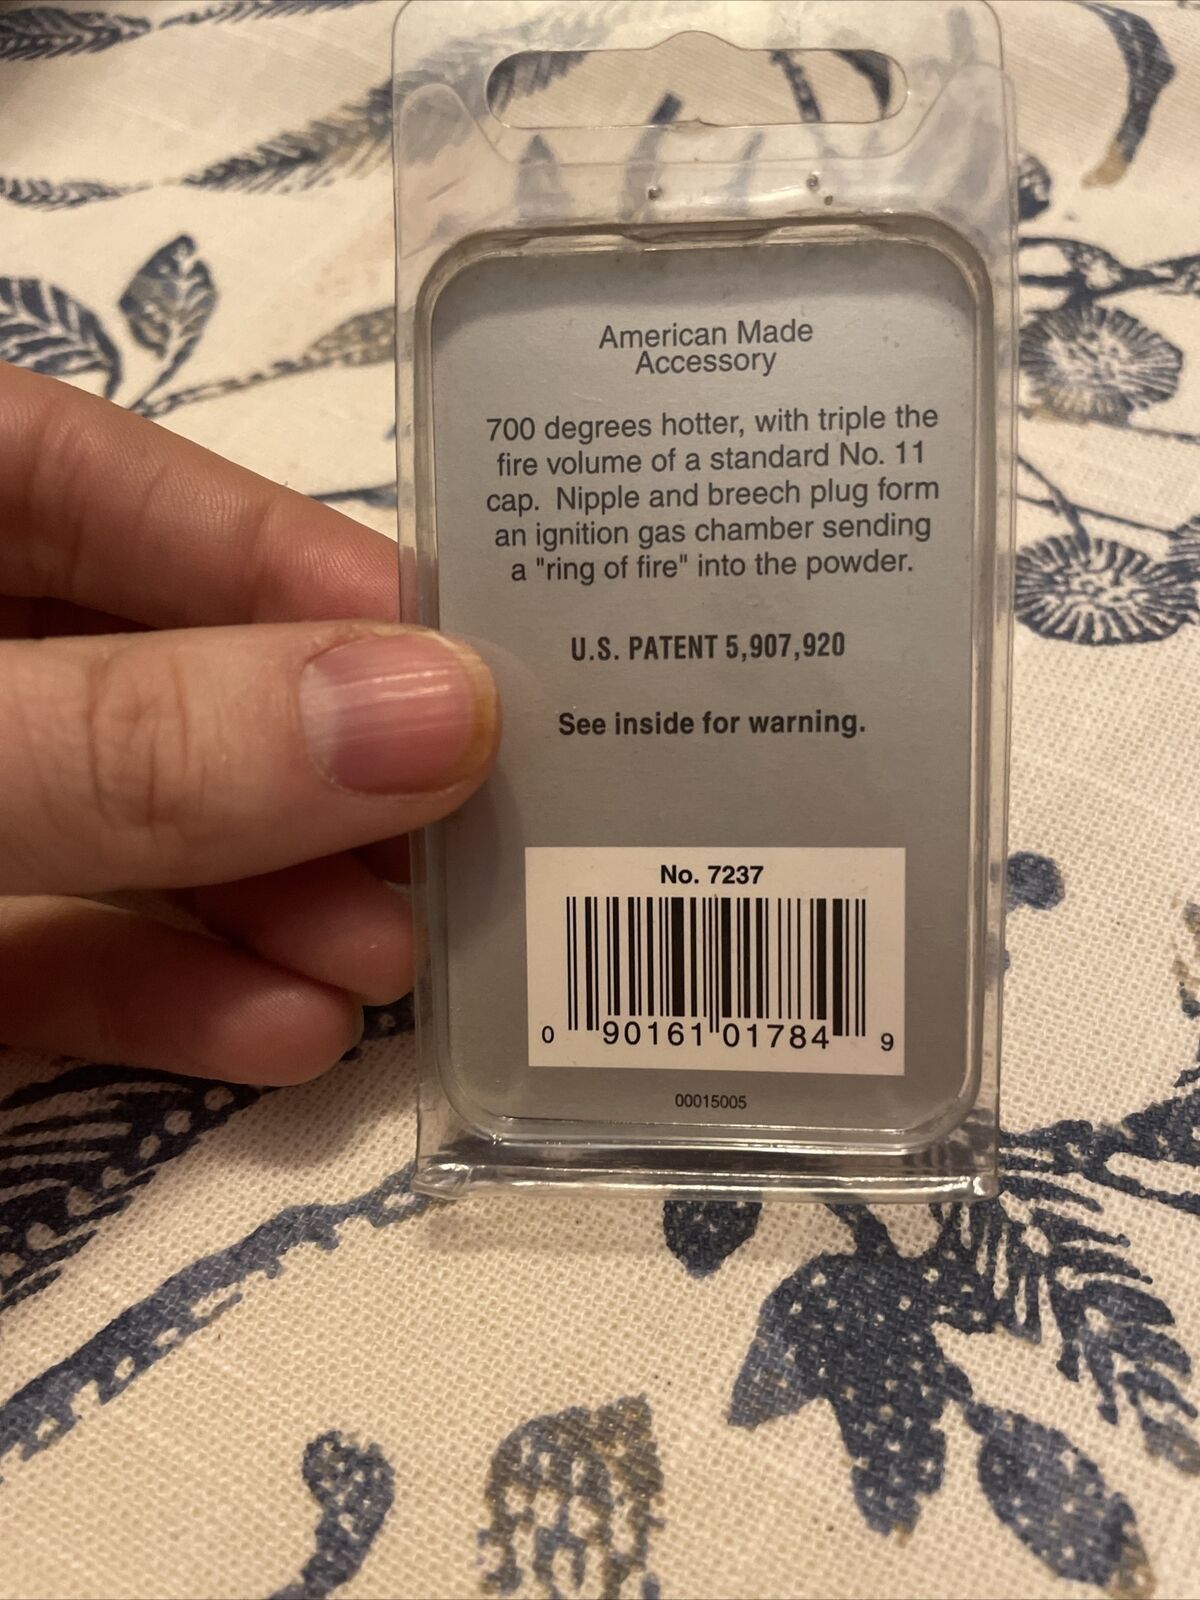 American Made
Accessory
700 degrees hotter, with triple the
fire volume of a standard No. 11
cap.  Nipple and breech plug form
an ignition gas chamber sending
a "ring of fire" into the powder.
U.S. PATENT 5,907,920
See inside for warning.
No. 7237
0 90161 01784 9
00015005